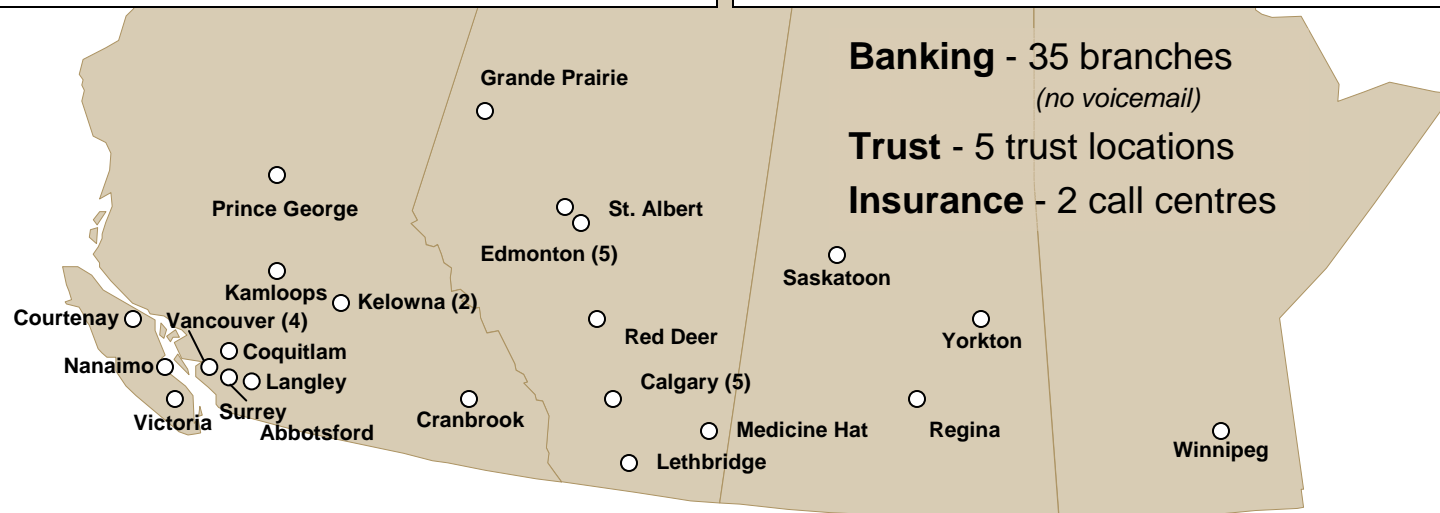 Banking - 35 branches
(no voicemail)
Trust - 5 trust locations
Insurance - 2 call centres
Grande Prairie
Prince George
St. Albert
Edmonton (5)
Saskatoon
Kamloops
Kelowna (2)
Courtenay
Vancouver (4)
Red Deer
Yorkton
Coquitlam
Nanaimo
Langley
Calgary (5)
Surrey
Victoria
Cranbrook
Abbotsford
Medicine Hat
Regina
Winnipeg
Lethbridge